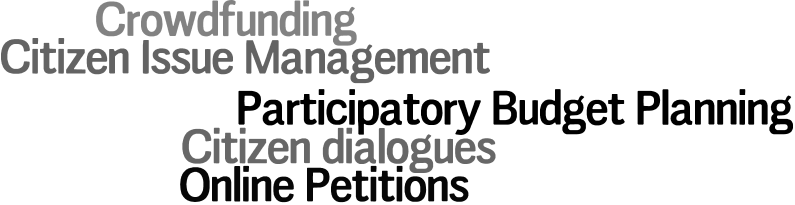 Crowdfunding
Citizen Issue Management
Participatory Budget Planning
Citizen dialogues
Online Petitions